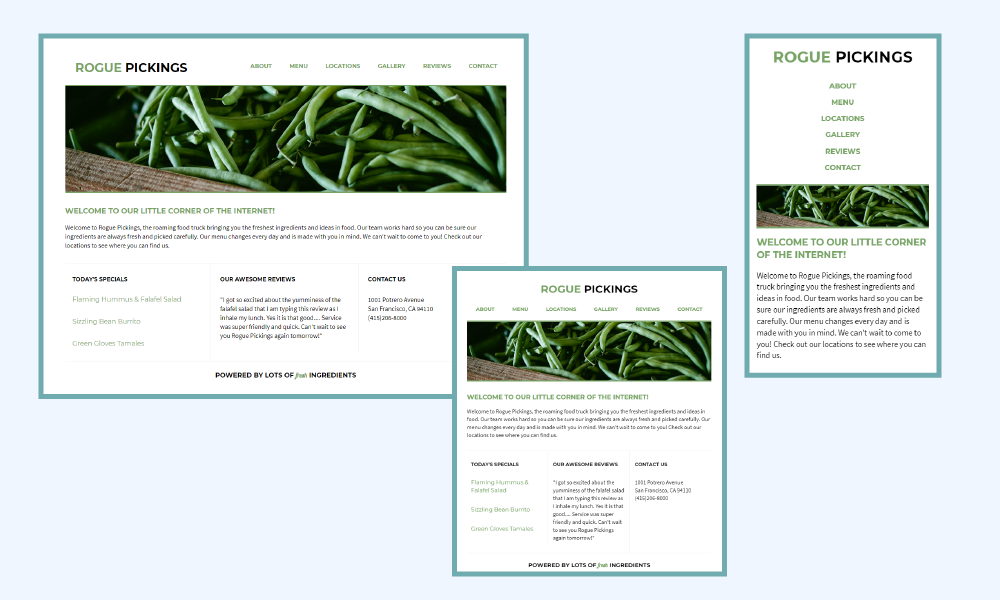 ROGUE PICKINGS
ABOUT MENU LOCATIONS GALLERY REVIEWS CONTACT
WELCOME TO OUR LITTLE CORNER OF THE INTERNET!
Welcome to Rogue Pickings, the roaming food truck bringing you the freshest ingredients and ideas in food. Our team works hard so you can be sure our
ingredients are always fresh and picked carefully. Our menu changes every day and is made with you in mind. We can't wait to come to you! Check out our
locations to see where you can find us.
TODAY'S SPECIALS
Flaming Hummus & Falafel Salad
Sizzling Bean Burrito
Green Gloves Tamales
OUR AWESOME REVIEWS
"I got so excited about the yumminess of the
falafel salad that I am typing this review as I
inhale my lunch. Yes it is that good.... Service
was super friendly and quick. Can't wait to see
you Rogue Pickings again tomorrow!"
CONTACT US
1001 Potrero Avenue
San Francisco, CA 94110
(415)206-8000
POWERED BY LOTS OF fresh INGREDIENTS
ROGUE PICKINGS
ABOUT MENU LOCATIONS GALLERY REVIEWS CONTACT
WELCOME TO OUR LITTLE CORNER OF THE INTERNET!
Welcome to Rogue Pickings, the roaming food truck bringing you the freshest ingredients and ideas in
food. Our team works hard so you can be sure our ingredients are always fresh and picked carefully. Our
menu changes every day and is made with you in mind. We can't wait to come to you! Check out our
locations to see where you can find us.
TODAY'S SPECIALS
Flaming Hummus &
Falafel Salad
Sizzling Bean Burrito
Green Gloves Tamales
OUR AWESOME REVIEWS
"I got so excited about the
yumminess of the falafel salad
that I am typing this review as
I inhale my lunch. Yes it is that
good.... Service was super
friendly and quick. Can't wait
to see you Rogue Pickings
again tomorrow!"
CONTACT US
1001 Potrero Avenue
San Francisco, CA 94110
(415)206-8000
POWERED BY LOTS OF fresh INGREDIENTS
ROGUE PICKINGS
ABOUT
MENU
LOCATIONS
GALLERY
REVIEWS
CONTACT
WELCOME TO OUR LITTLE CORNER
OF THE INTERNET!
Welcome to Rogue Pickings, the roaming food
truck bringing you the freshest ingredients and
ideas in food. Our team works hard so you can be
sure our ingredients are always fresh and picked
carefully. Our menu changes every day and is
made with you in mind. We can't wait to come to
you! Check out our locations to see where you can
find us.